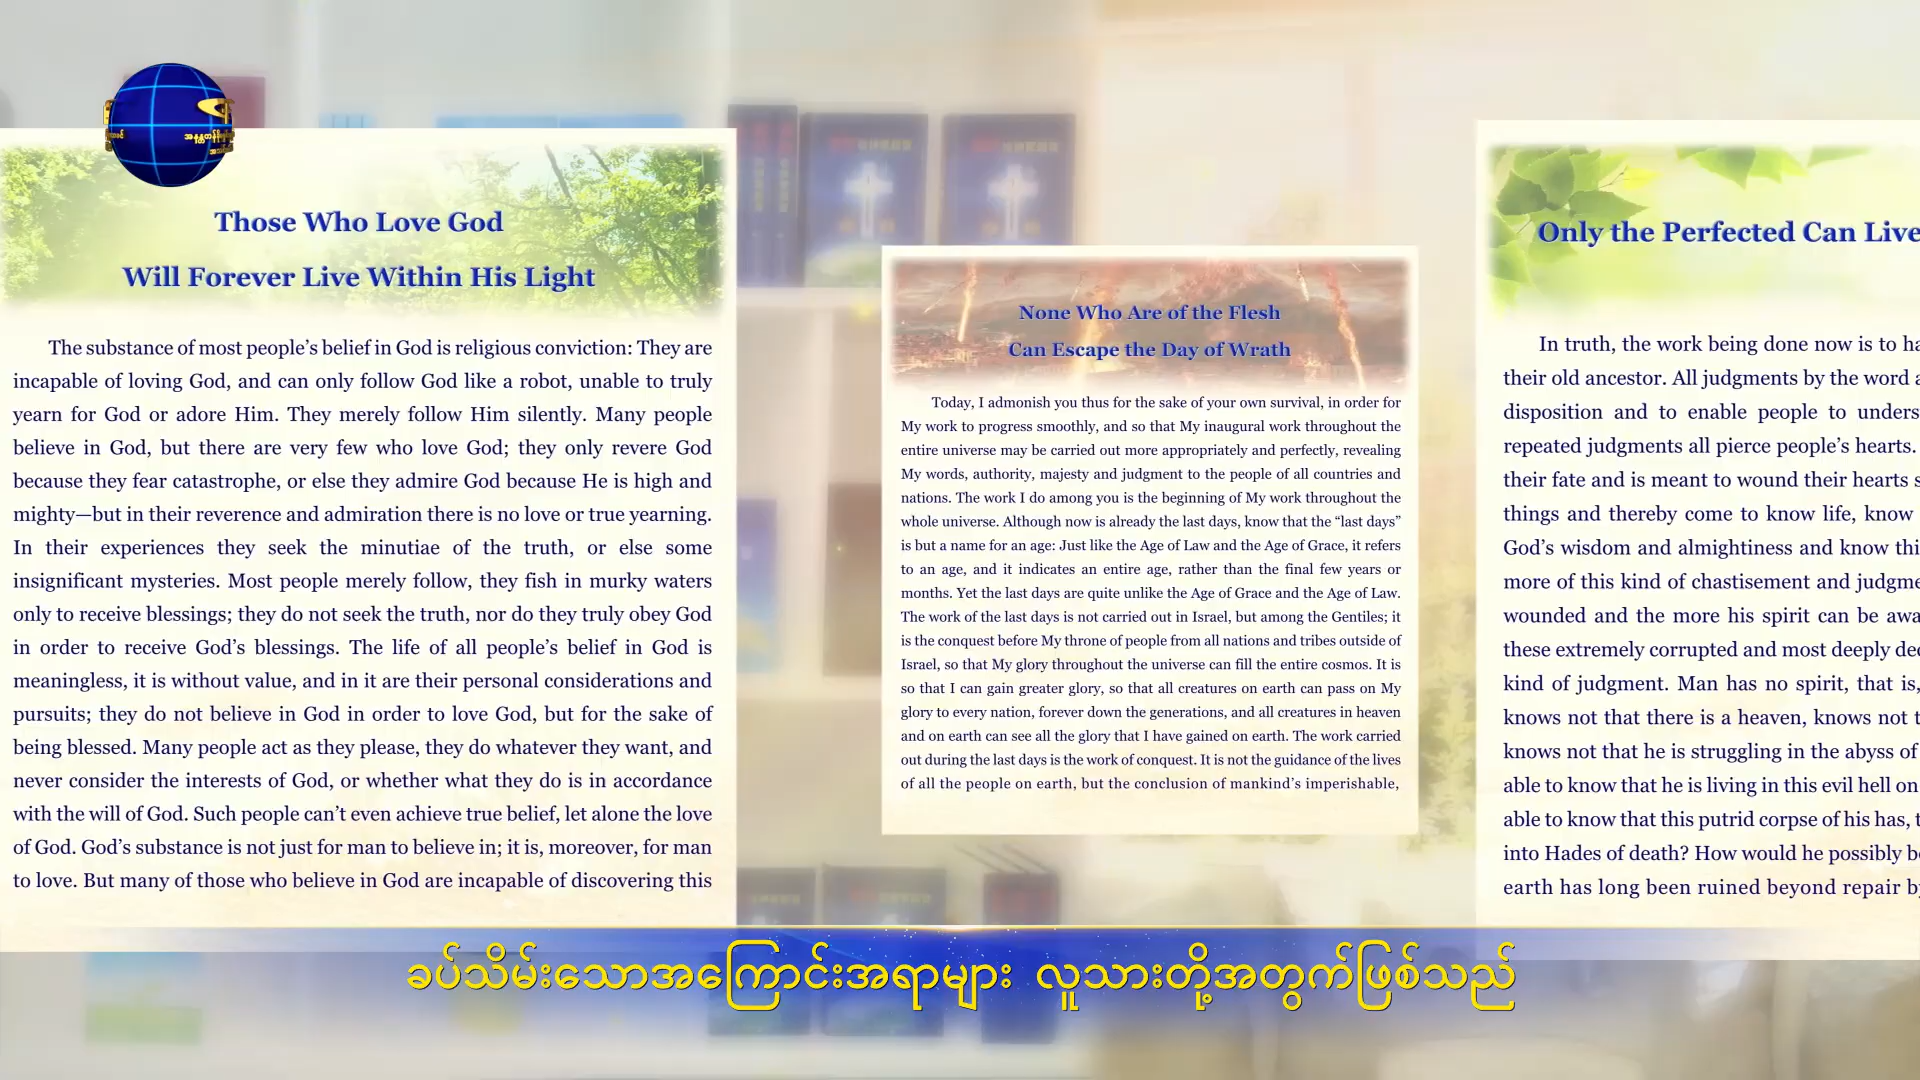 Those Who Love God
Will Forever Live Within His Light
The substance of most people’s belief in God is religious conviction: They are
incapable of loving God, and can only follow God like a robot, unable to truly
yearn for God or adore Him. They merely follow Him silently. Many people
believe in God, but there are very few who love God; they only revere God
because they fear catastrophe, or else they admire God because He is high and
mighty—but in their reverence and admiration there is no love or true yearning.
In their experiences they seek the minutiae of the truth, or else some
insignificant mysteries. Most people merely follow, they fish in murky waters
only to receive blessings; they do not seek the truth, nor do they truly obey God
in order to receive God’s blessings. The life of all people’s belief in God is
meaningless, it is without value, and in it are their personal considerations and
pursuits; they do not believe in God in order to love God, but for the sake of
being blessed. Many people act as they please, they do whatever they want, and
never consider the interests of God, or whether what they do is in accordance
with the will of God. Such people can’t even achieve true belief, let alone the love
of God. God’s substance is not just for man to believe in; it is, moreover, for man
to love. But many of those who believe in God are incapable of discovering this
None Who Are of the Flesh
Can Escape the Day of Wrath
Today, I admonish you thus for the sake of your own survival, in order for
My work to progress smoothly, and so that My inaugural work throughout the
entire universe may be carried out more appropriately and perfectly, revealing
My words, authority, majesty and judgment to the people of all countries and
nations. The work I do among you is the beginning of My work throughout the
whole universe. Although now is already the last days, know that the “last days”
is but a name for an age: Just like the Age of Law and the Age of Grace, it refers
to an age, and it indicates an entire age, rather than the final few years or
months. Yet the last days are quite unlike the Age of Grace and the Age of Law.
The work of the last days is not carried out in Israel, but among the Gentiles; it
is the conquest before My throne of people from all nations and tribes outside of
Israel, so that My glory throughout the universe can fill the entire cosmos. It is
so that I can gain greater glory, so that all creatures on earth can pass on My
glory to every nation, forever down the generations, and all creatures in heaven
and on earth can see all the glory that I have gained on earth. The work carried
out during the last days is the work of conquest. It is not the guidance of the lives
of all the people on earth, but the conclusion of mankind’s imperishable,
Only the Perfected Can Live
In truth, the work being done now is to ha
their old ancestor. All judgments by the word a
disposition and to enable people to unders
repeated judgments all pierce people’s hearts.
their fate and is meant to wound their hearts s
things and thereby come to know life, know
God’s wisdom and almightiness and know thi
more of this kind of chastisement and judgme
wounded and the more his spirit can be awa
these extremely corrupted and most deeply dec
kind of judgment. Man has no spirit, that is,
knows not that there is a heaven, knows not t
knows not that he is struggling in the abyss of
able to know that he is living in this evil hell on
able to know that this putrid corpse of his has, t
into Hades of death? How would he possibly be
earth has long been ruined beyond repair by
ခပ်သိမ်းသောအကြောင်းအရာများ လူသားတို့အတွက်ဖြစ်သည်